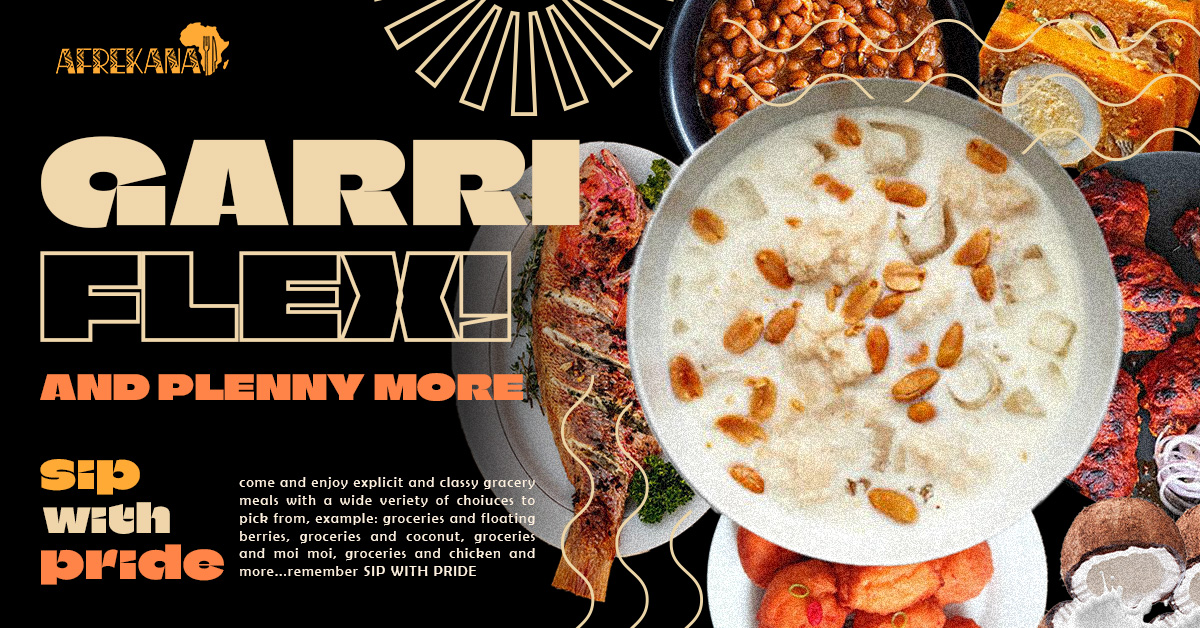 AFREKANA
GARRI
FLEX!
AND PLENNY MORE
sip
with
pride
come and enjoy explicit and classy gracery
meals with a wide veriety of choiuces to
pick from, example: groceries and floating
berries, groceries and coconut, groceries
and moi moi, groceries and chicken and
more...remember SIP WITH PRIDE